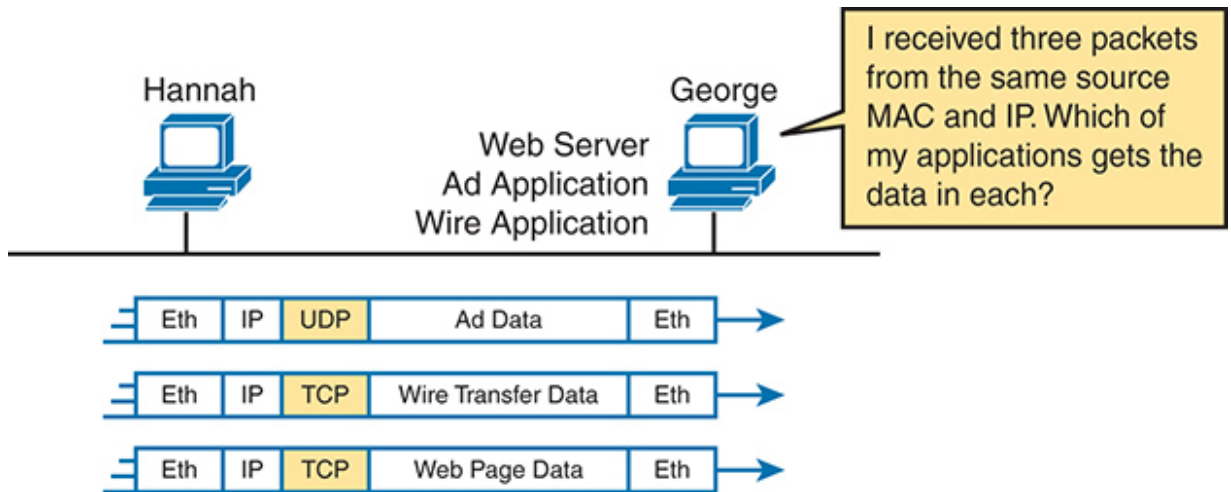 Hannah
George
Web Server
Ad Application
Wire Application
I received three packets
from the same source
MAC and IP. Which of
my applications gets the
data in each?
Eth IP UDP Ad Data Eth
Eth IP TCP Wire Transfer Data Eth
Eth IP TCP Web Page Data Eth